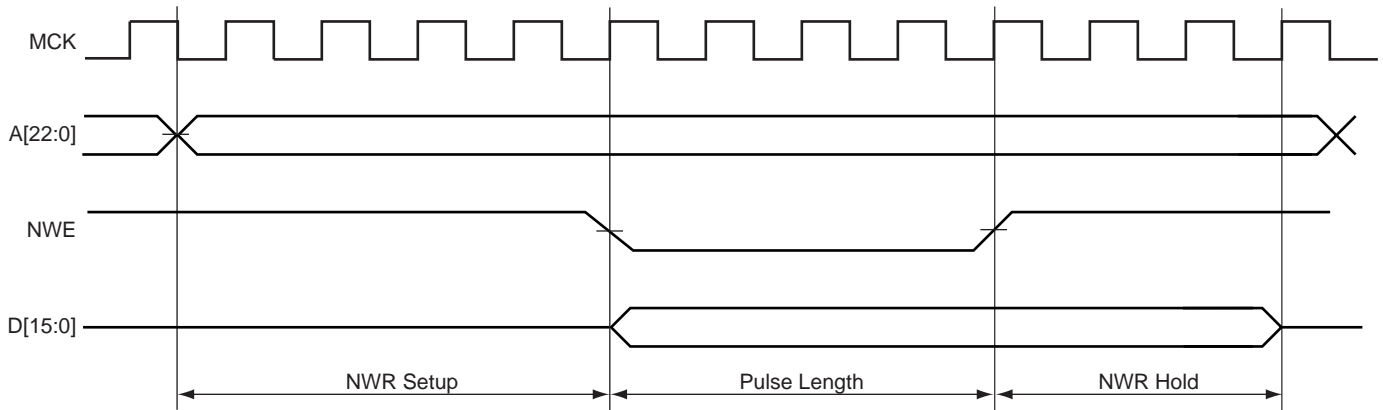 MCK
A[22:0]
NWE
D[15:0]
NWR Setup
Pulse Length
NWR Hold